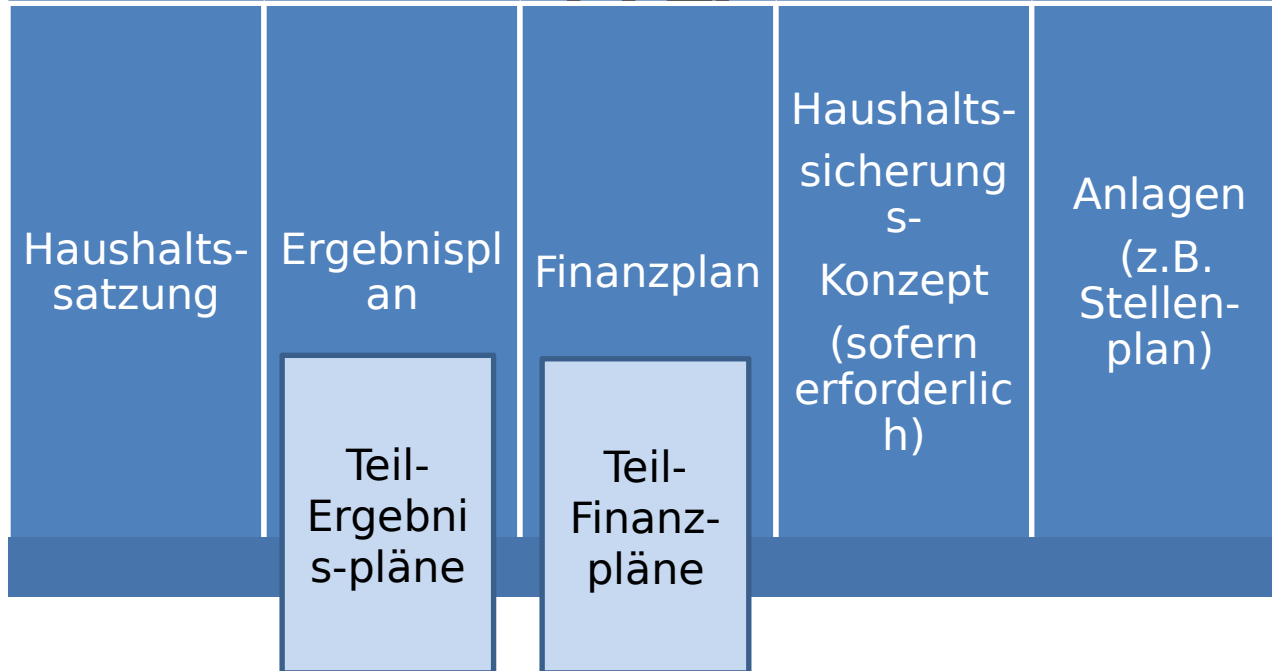 Haushalts-
satzung
Ergebnispl
an
Finanzplan
Haushalts-
sicherung
s-
Konzept
(sofern
erforderlic
h)
Anlagen
(z.B.
Stellen-
plan)
Teil-
Ergebni
s-pläne
Teil-
Finanz-
pläne